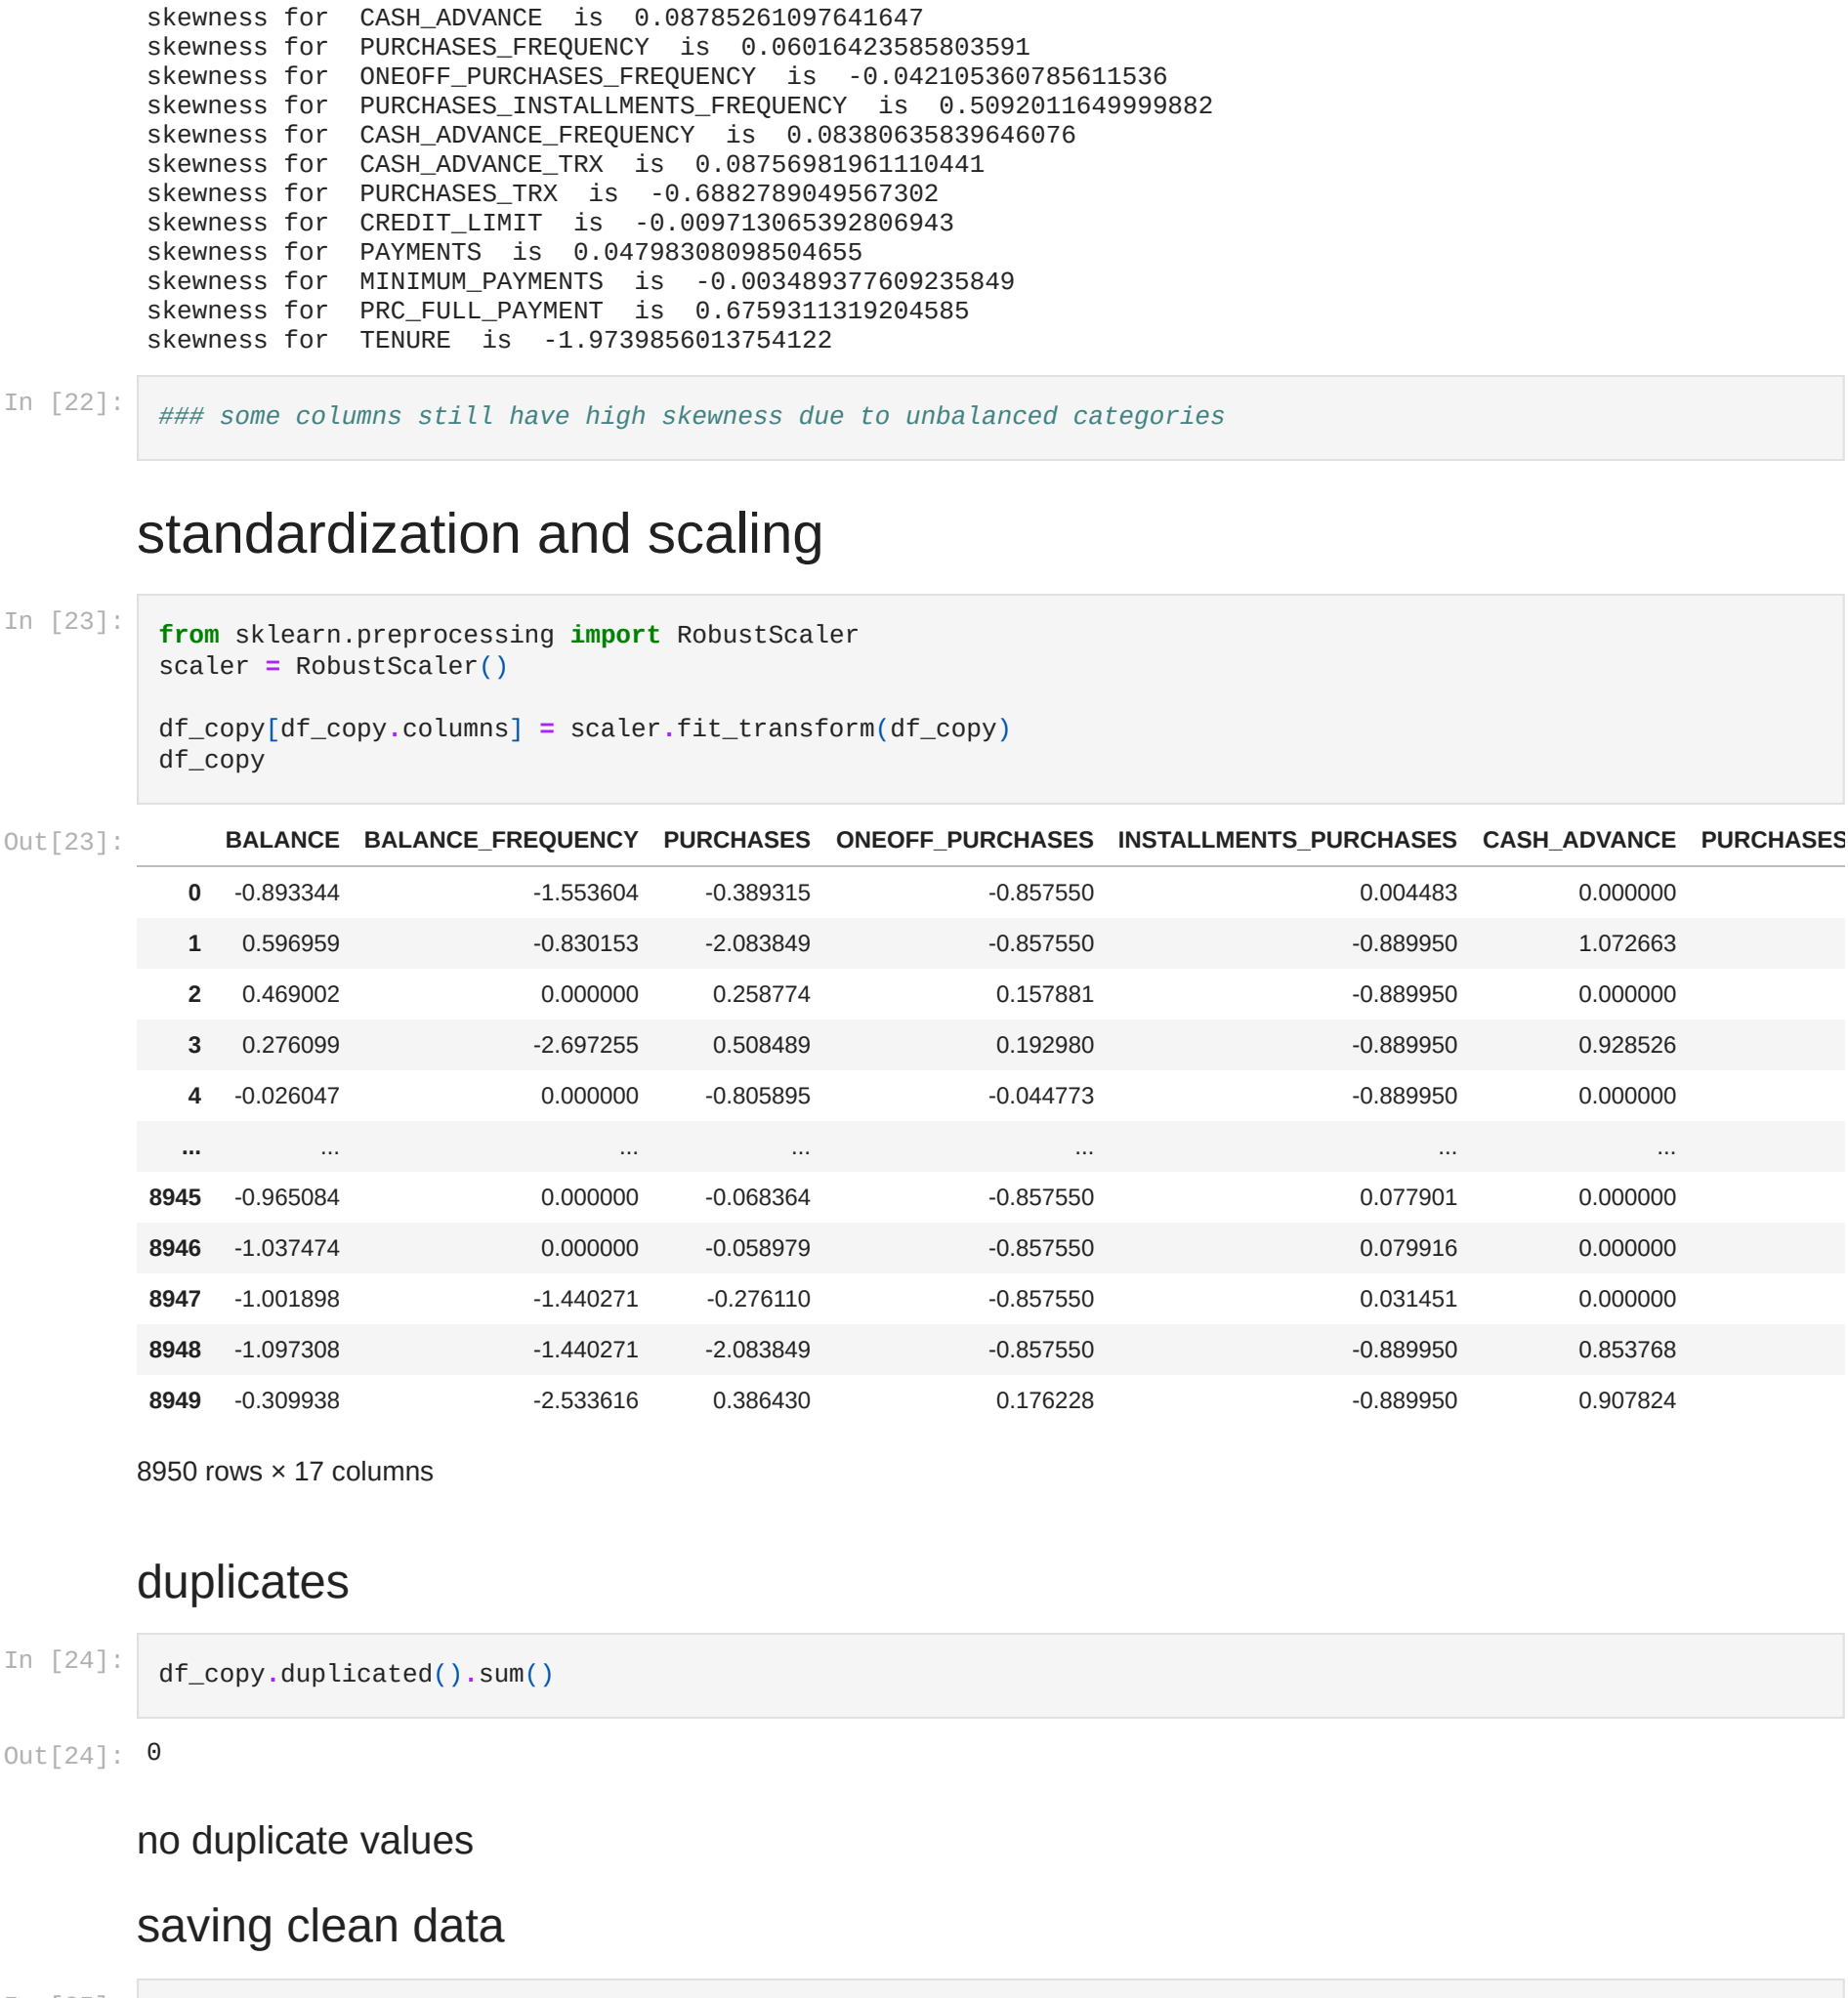 skewness for  CASH_ADVANCE  is  0.08785261097641647
skewness for  PURCHASES_FREQUENCY  is  0.06016423585803591
skewness for  ONEOFF_PURCHASES_FREQUENCY  is  -0.042105360785611536
skewness for  PURCHASES_INSTALLMENTS_FREQUENCY  is  0.5092011649999882
skewness for  CASH_ADVANCE_FREQUENCY  is  0.08380635839646076
skewness for  CASH_ADVANCE_TRX  is  0.08756981961110441
skewness for  PURCHASES_TRX  is  -0.6882789049567302
skewness for  CREDIT_LIMIT  is  -0.009713065392806943
skewness for  PAYMENTS  is  0.04798308098504655
skewness for  MINIMUM_PAYMENTS  is  -0.003489377609235849
skewness for  PRC_FULL_PAYMENT  is  0.6759311319204585
skewness for  TENURE  is  -1.9739856013754122
In [22]: ### some columns still have high skewness due to unbalanced categories
standardization and scaling
In [23]: from sklearn.preprocessing import RobustScaler
scaler = RobustScaler()
df_copy[df_copy.columns] = scaler.fit_transform(df_copy)
df_copy
Out[23]: BALANCE BALANCE_FREQUENCY PURCHASES ONEOFF_PURCHASES INSTALLMENTS_PURCHASES CASH_ADVANCE PURCHASES
0 -0.893344 -1.553604 -0.389315 -0.857550 0.004483 0.000000
1 0.596959 -0.830153 -2.083849 -0.857550 -0.889950 1.072663
2 0.469002 0.000000 0.258774 0.157881 -0.889950 0.000000
3 0.276099 -2.697255 0.508489 0.192980 -0.889950 0.928526
4 -0.026047 0.000000 -0.805895 -0.044773 -0.889950 0.000000
... ... ... ... ... ... ...
8945 -0.965084 0.000000 -0.068364 -0.857550 0.077901 0.000000
8946 -1.037474 0.000000 -0.058979 -0.857550 0.079916 0.000000
8947 -1.001898 -1.440271 -0.276110 -0.857550 0.031451 0.000000
8948 -1.097308 -1.440271 -2.083849 -0.857550 -0.889950 0.853768
8949 -0.309938 -2.533616 0.386430 0.176228 -0.889950 0.907824
8950 rows × 17 columns
duplicates
In [24]: df_copy.duplicated().sum()
Out[24]: 0
no duplicate values
saving clean data